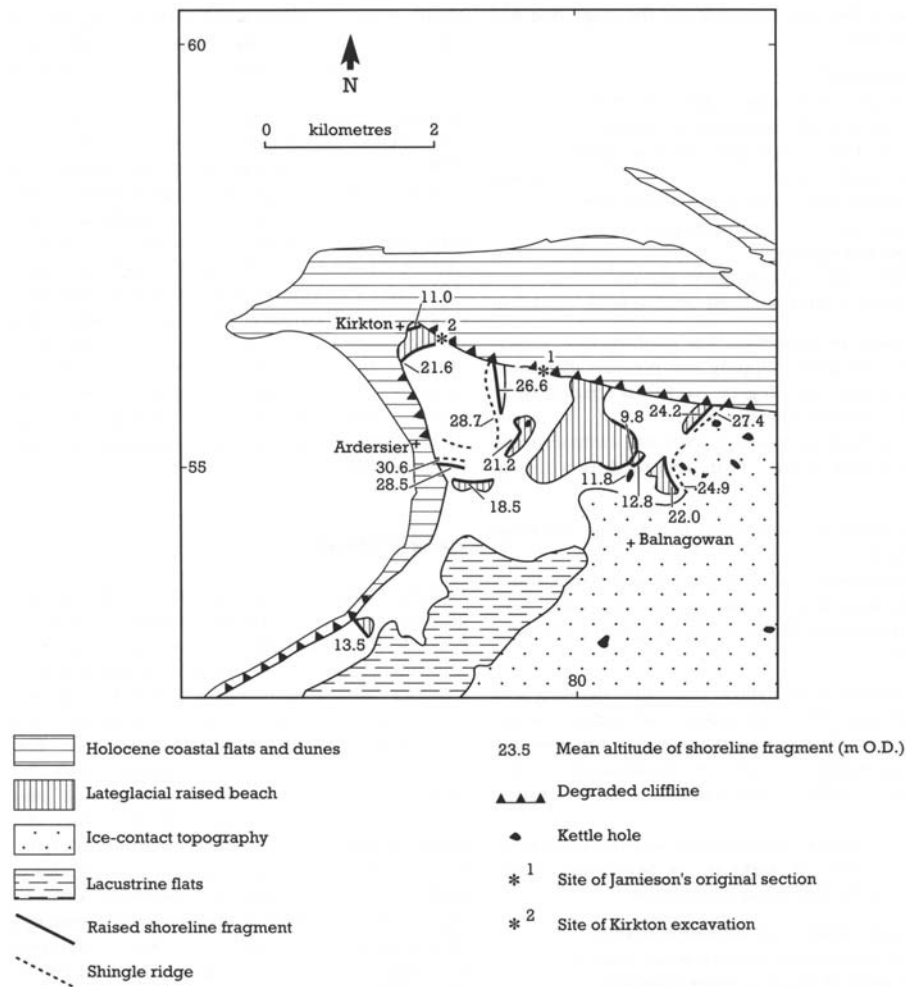 60
N
0 kilometres 2
11.0
Kirkton 2
1
21.6
26.6
9.8
24.2
27.4
28.7
Ardersier
21.2
55
30.6
28.5
11.8
24.9
18.5
12.8
22.0
Balnagowan
13.5
80
Holocene coastal flats and dunes
Lateglacial raised beach
Ice-contact topography
Lacustrine flats
Raised shoreline fragment
Shingle ridge
23.5 Mean altitude of shoreline fragment (m O.D.)
Degraded cliffline
Kettle hole
* 1 Site of Jamieson's original section
* 2 Site of Kirkton excavation